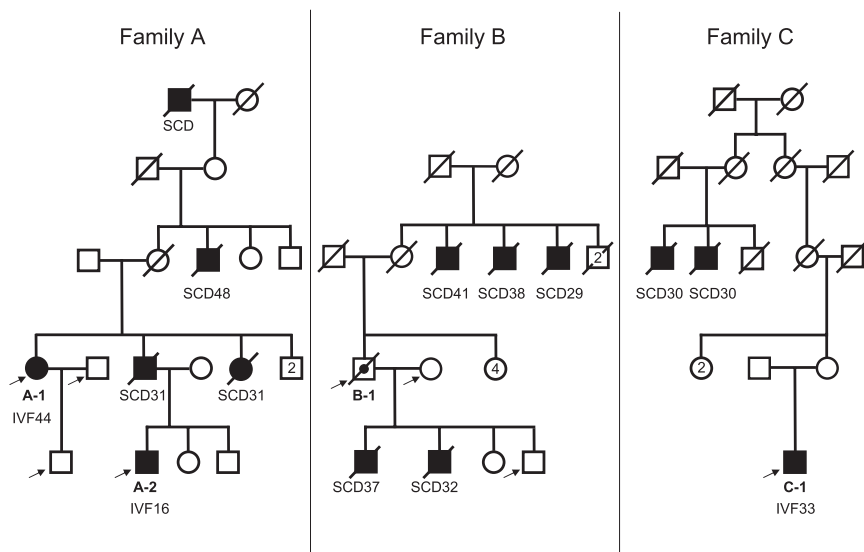 Family A
Family B
Family C
SCD
SCD48
SCD41
SCD38
SCD29
2
SCD30
SCD30
A-1
IVF44
SCD31
SCD31
2
B-1
4
2
A-2
IVF16
SCD37
SCD32
C-1
IVF33